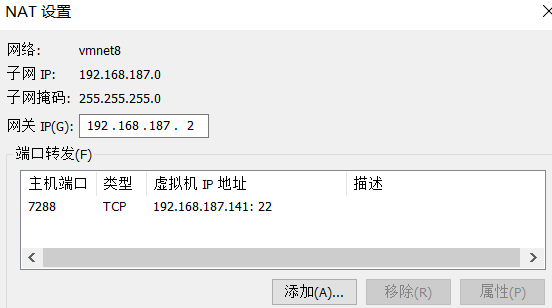 NAT 设置
网络: vmnet8
子网 IP: 192.168.187.0
子网掩码: 255.255.255.0
网关 IP(G): 192 . 168 . 187 . 2
端口转发(F)
主机端口 类型 虚拟机 IP 地址 描述
7288 TCP 192.168.187.141: 22
添加(A)... 移除(R) 属性(P)